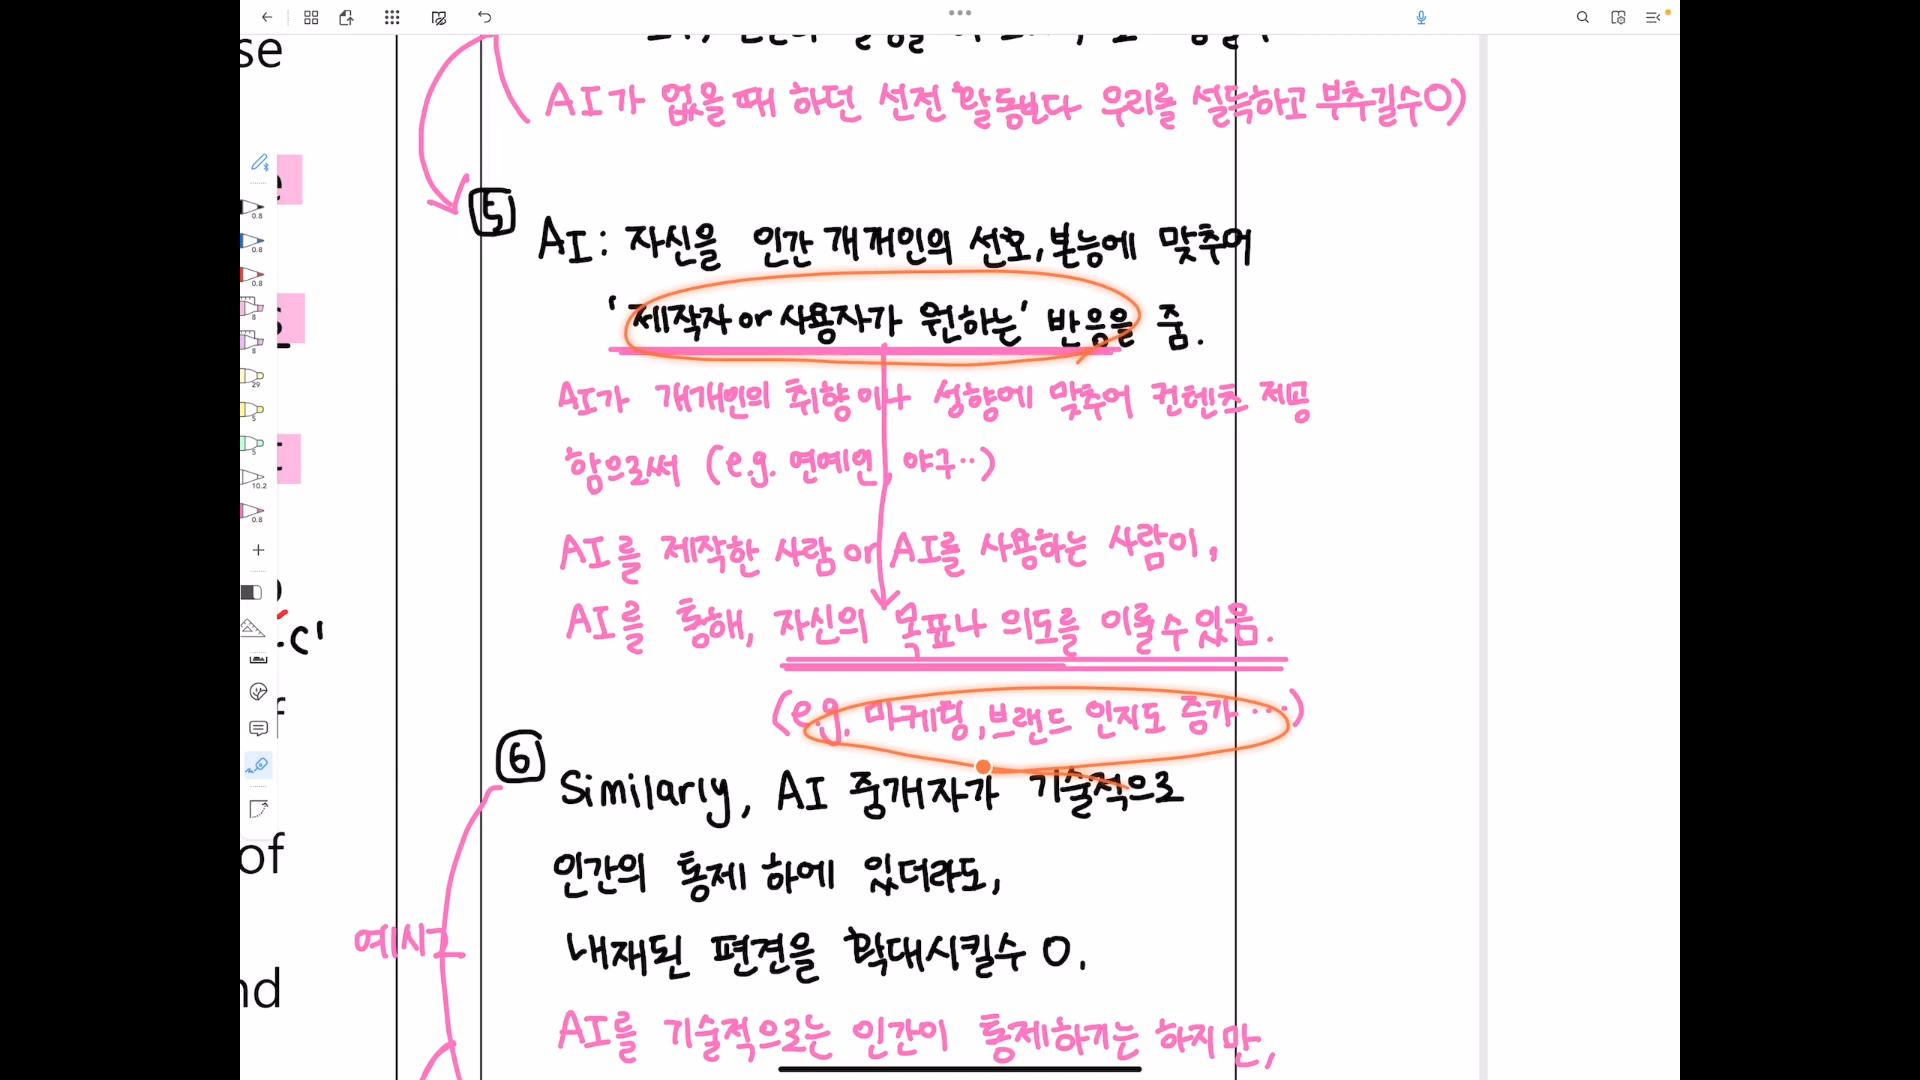 se
AI가 없을때 하던 선전 활동보다 우리를 설득하고 부추길수O)
5
AI : 자신을 인간 개개인의 선호, 본능에 맞추어
'제작자 or 사용자가 원하는' 반응을 줌.
AI가 개개인의 취향이나 성향에 맞추어 컨텐츠 제공
함으로써 (e.g. 연예인, 야구..)
AI를 제작한 사람 or AI를 사용하는 사람이,
AI를 통해, 자신의 목표나 의도를 이룰수있음.
(e.g. 마케팅, 브랜드 인지도 증가 ...)
6
Similarly, AI 중개자가 기술적으로
인간의 통제 하에 있더라도,
of
내재된 편견을 확대시킬수 O.
예시2
nd
AI를 기술적으로는 인간이 통제하기는 하지만,